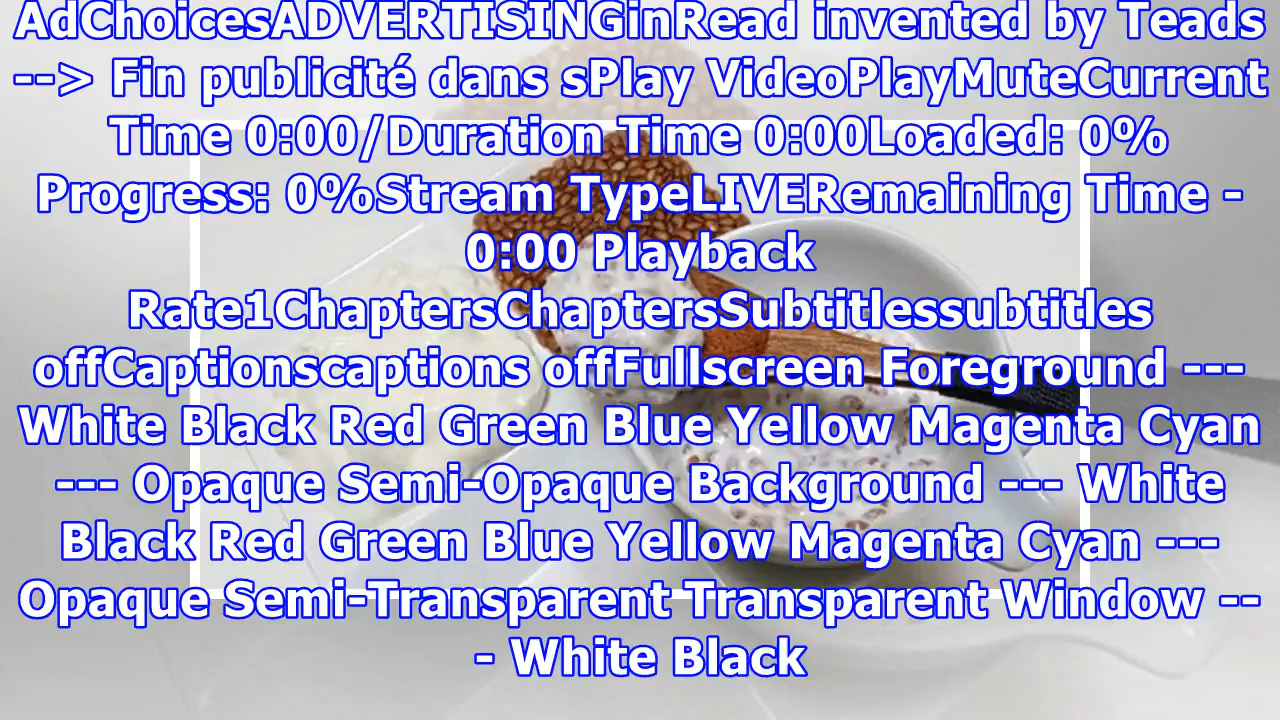 AdChoicesADVERTISINGinRead invented by Teads
--> Fin publicité dans sPlay VideoPlayMuteCurrent
Time 0:00/Duration Time 0:00Loaded: 0%
Progress: 0%Stream TypeLIVERemaining Time -
0:00 Playback
Rate1ChaptersChaptersSubtitlessubtitles
offCaptionscaptions offFullscreen Foreground ---
White Black Red Green Blue Yellow Magenta Cyan
--- Opaque Semi-Opaque Background --- White
Black Red Green Blue Yellow Magenta Cyan ---
Opaque Semi-Transparent Transparent Window --
- White Black